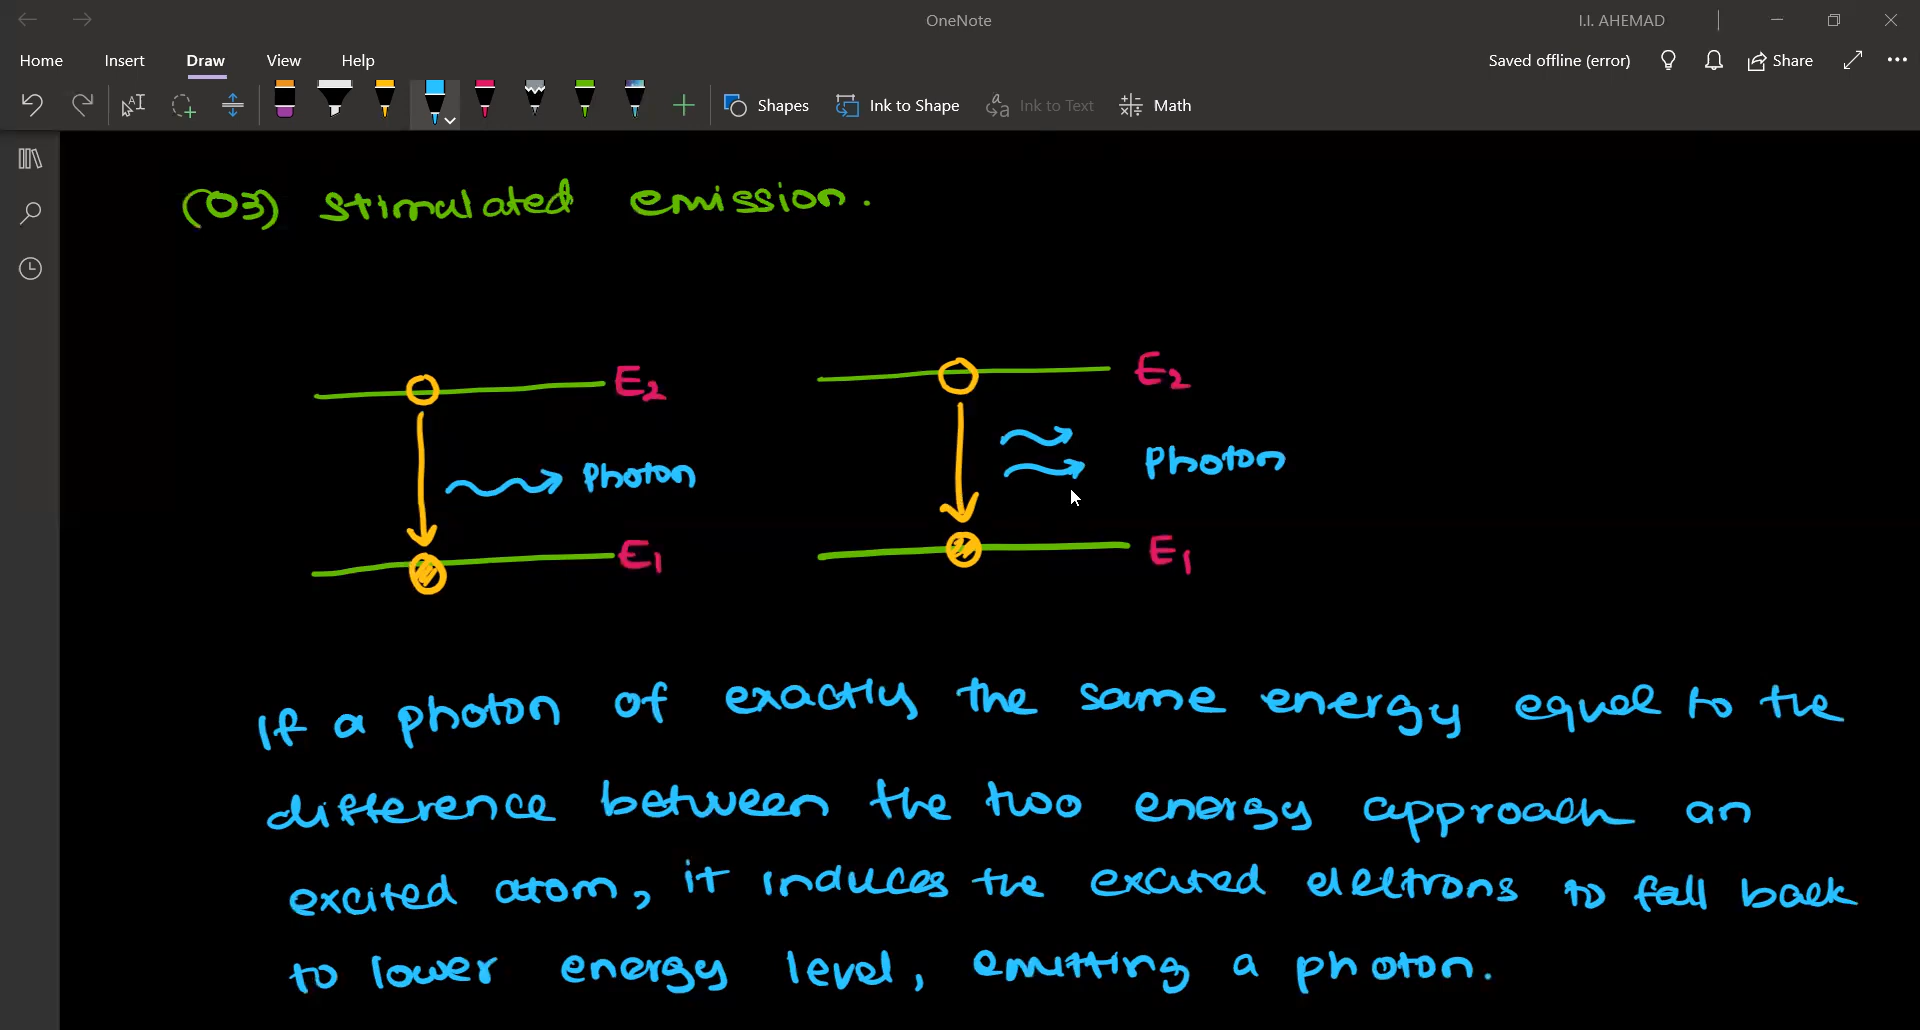 OneNote
I.I. AHEMAD
Home Insert Draw View Help
Saved offline (error) Share
Shapes Ink to Shape Ink to Text Math
(03) stimulated emission.
E2 E2
Photon Photon
E1 E1
If a photon of exactly the same energy equal to the
difference between the two energy approach an
excited atom, it induces the excited electrons to fall back
to lower energy level, emitting a photon.